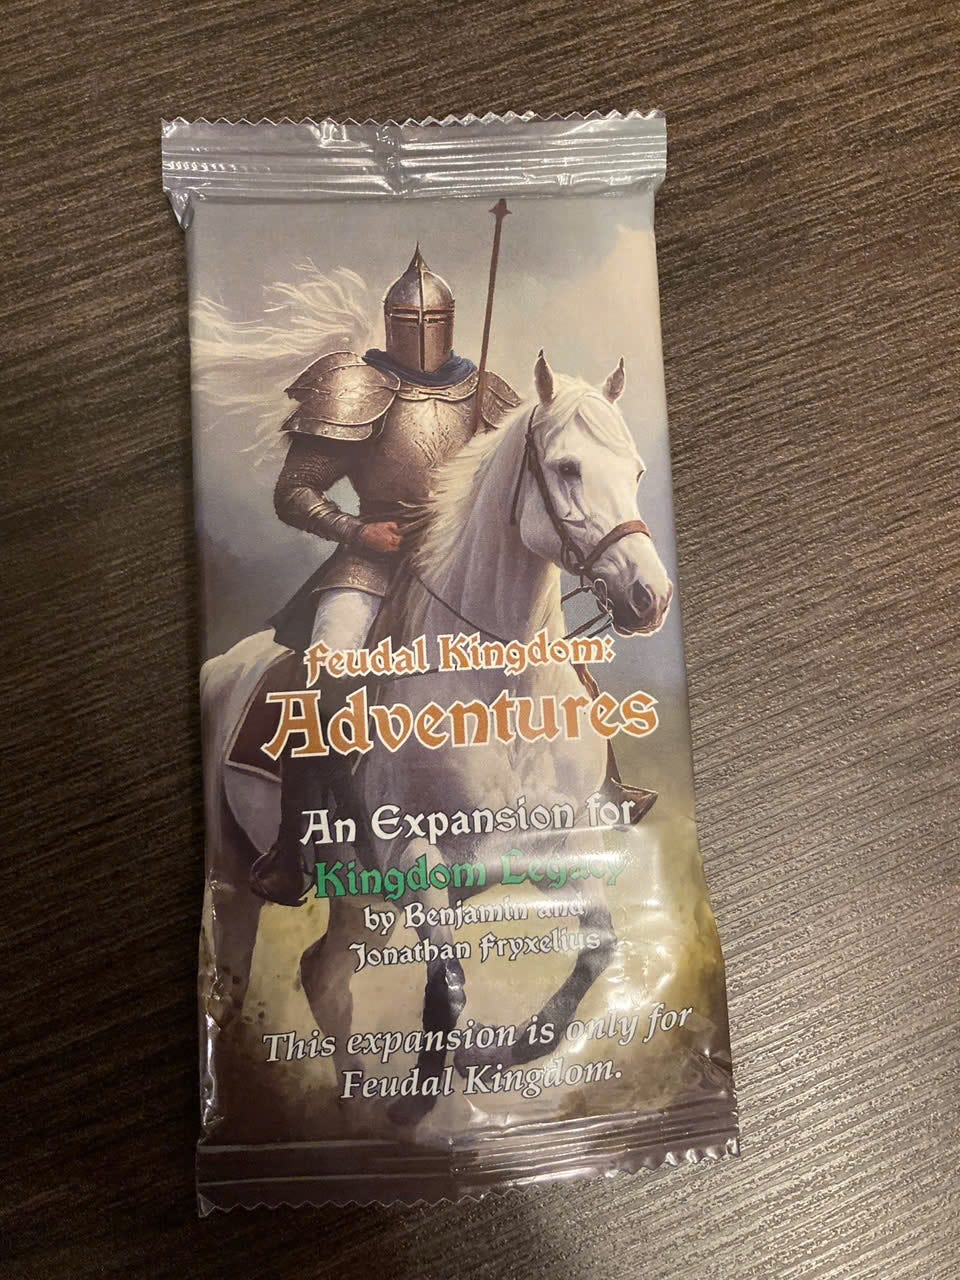 Feudal Kingdom:
Adventures
An Expansion for
Kingdom Legacy
by Benjamin and
Jonathan Fryxelius
This expansion is only for
Feudal Kingdom.